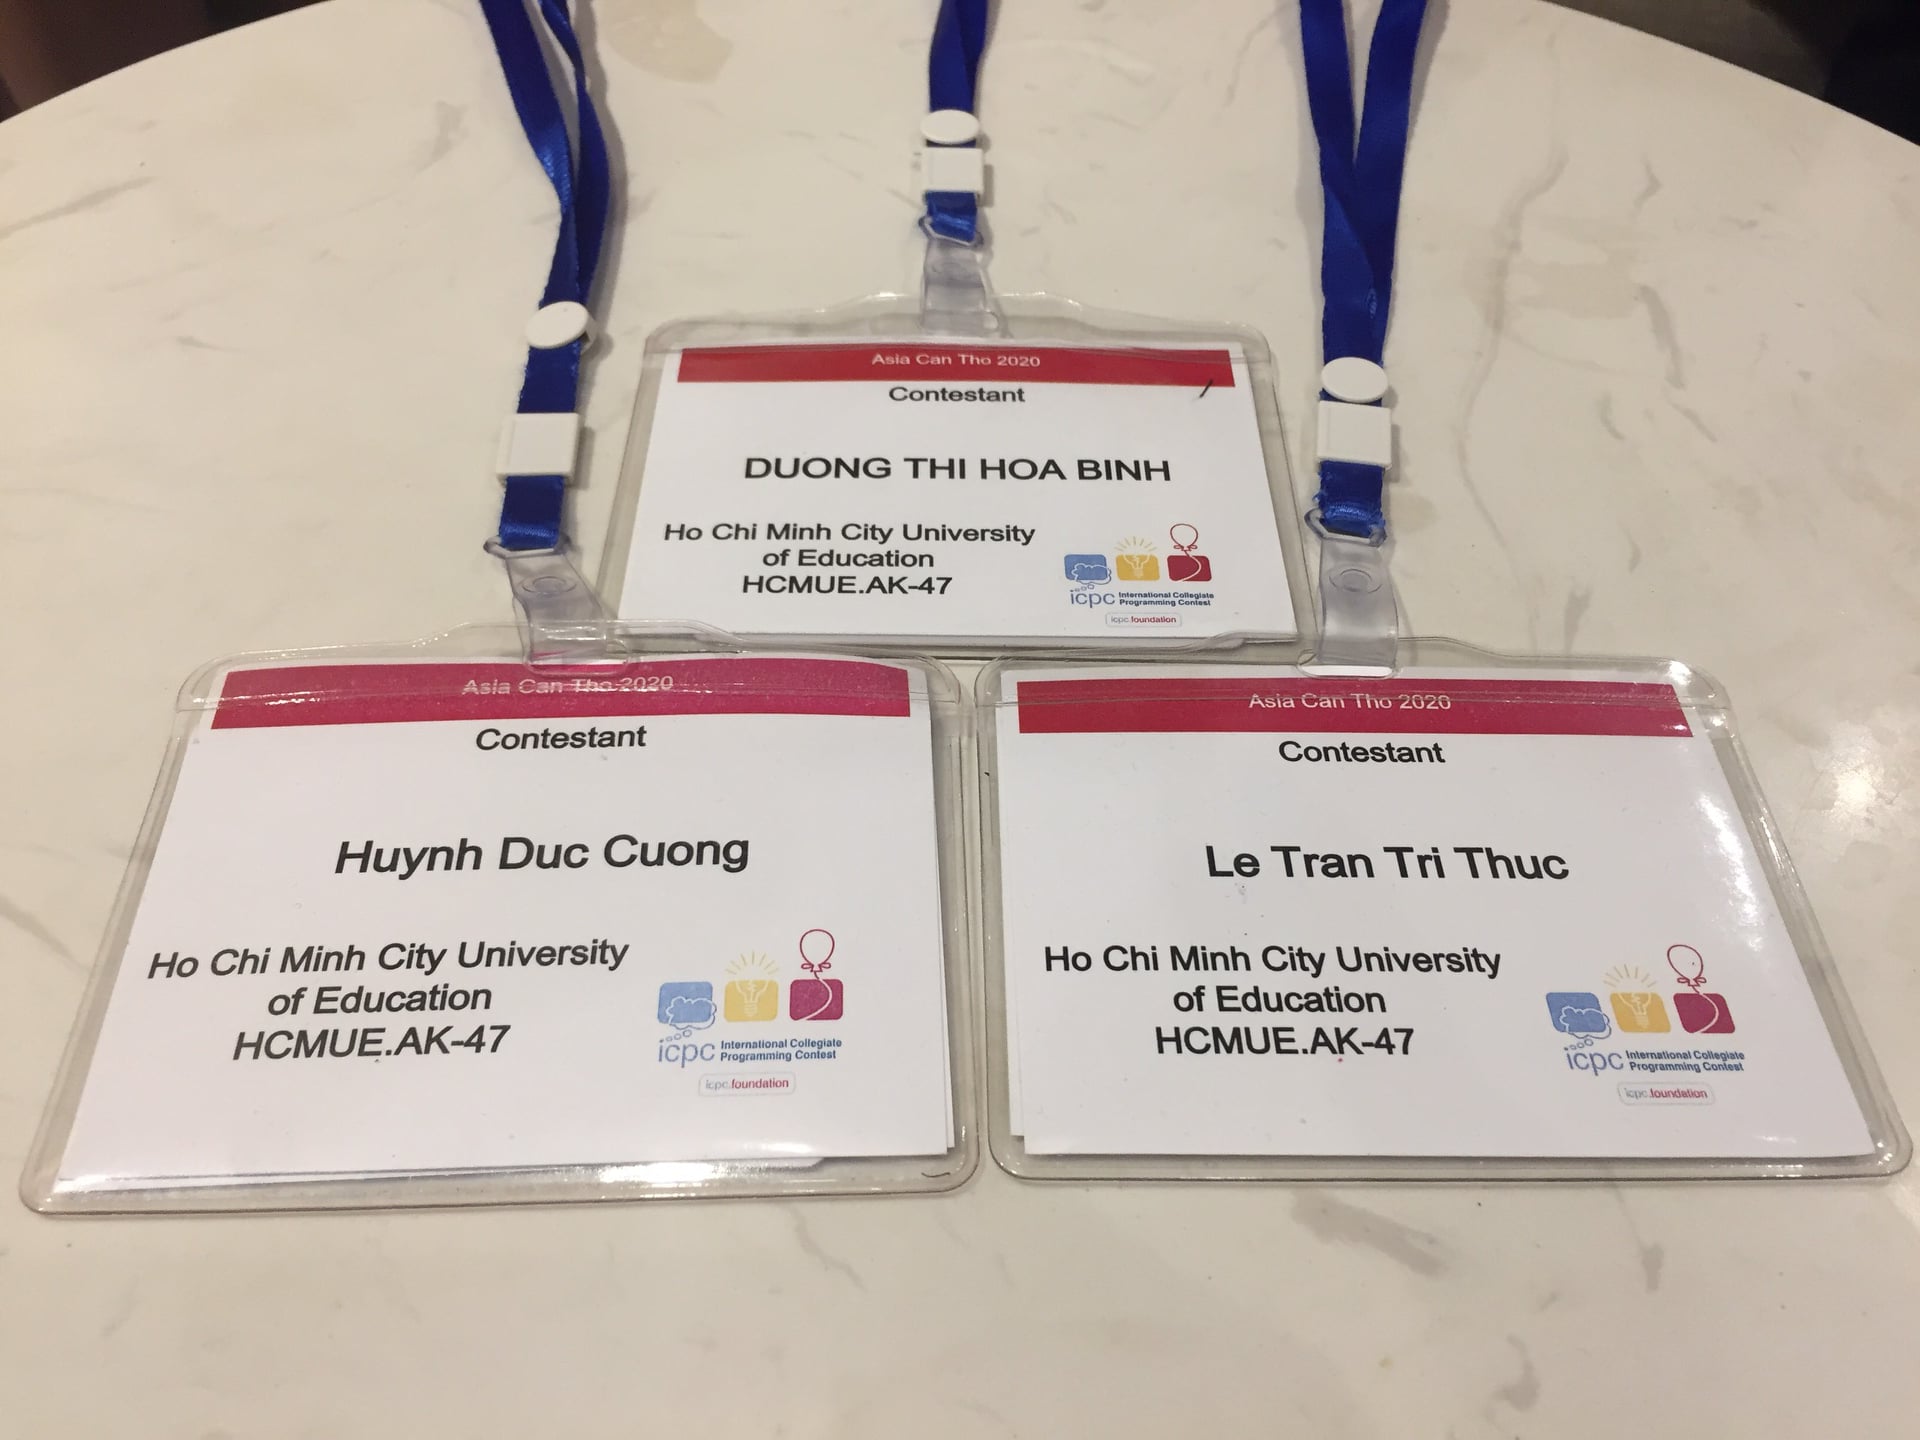 Asia Can Tho 2020
Contestant
DUONG THI HOA BINH
Ho Chi Minh City University
of Education
HCMUE.AK-47
icpc International Collegiate
Programming Contest
icpc.foundation
Asia Can Tho 2020
Contestant
Huynh Duc Cuong
Ho Chi Minh City University
of Education
HCMUE.AK-47
icpc International Collegiate
Programming Contest
icpc.foundation
Asia Can Tho 2020
Contestant
Le Tran Tri Thuc
Ho Chi Minh City University
of Education
HCMUE.AK-47
icpc International Collegiate
Programming Contest
icpc.foundation